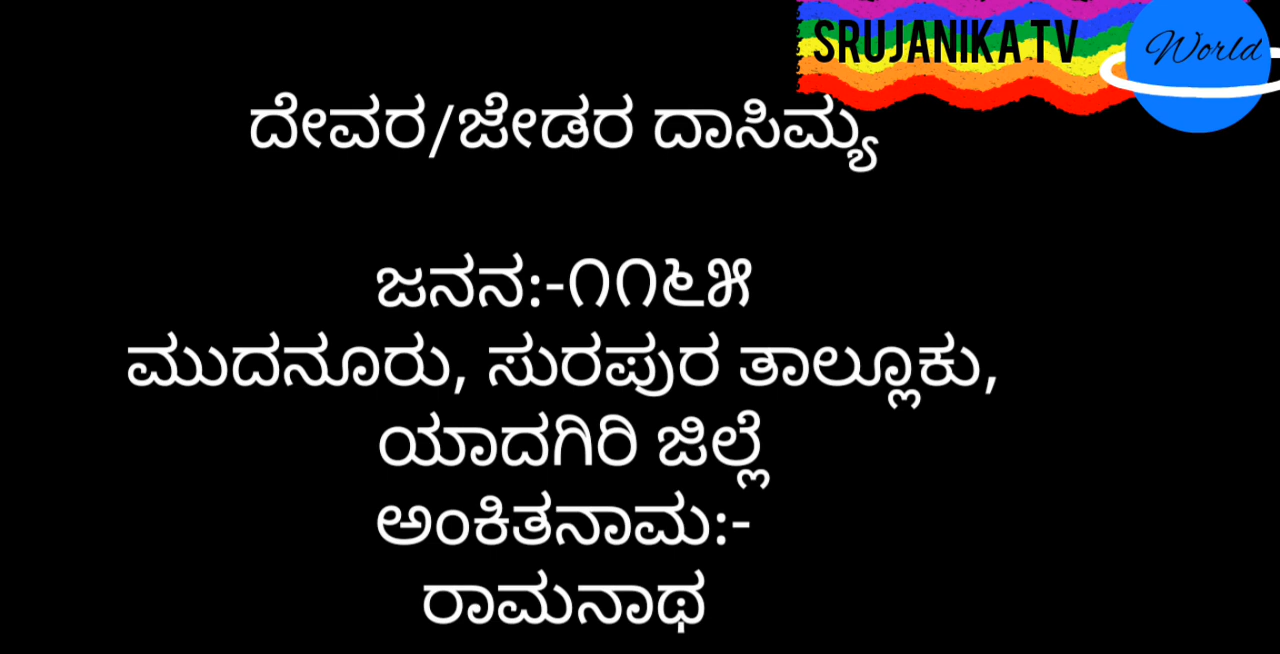 SRUJANIKA TV World
ದೇವರ/ಜೇಡರ ದಾಸಿಮ್ಯ
ಜನನ:-೧೧೬೫
ಮುದನೂರು, ಸುರಪುರ ತಾಲ್ಲೂಕು,
ಯಾದಗಿರಿ ಜಿಲ್ಲೆ
ಅಂಕಿತನಾಮ:-
ರಾಮನಾಥ